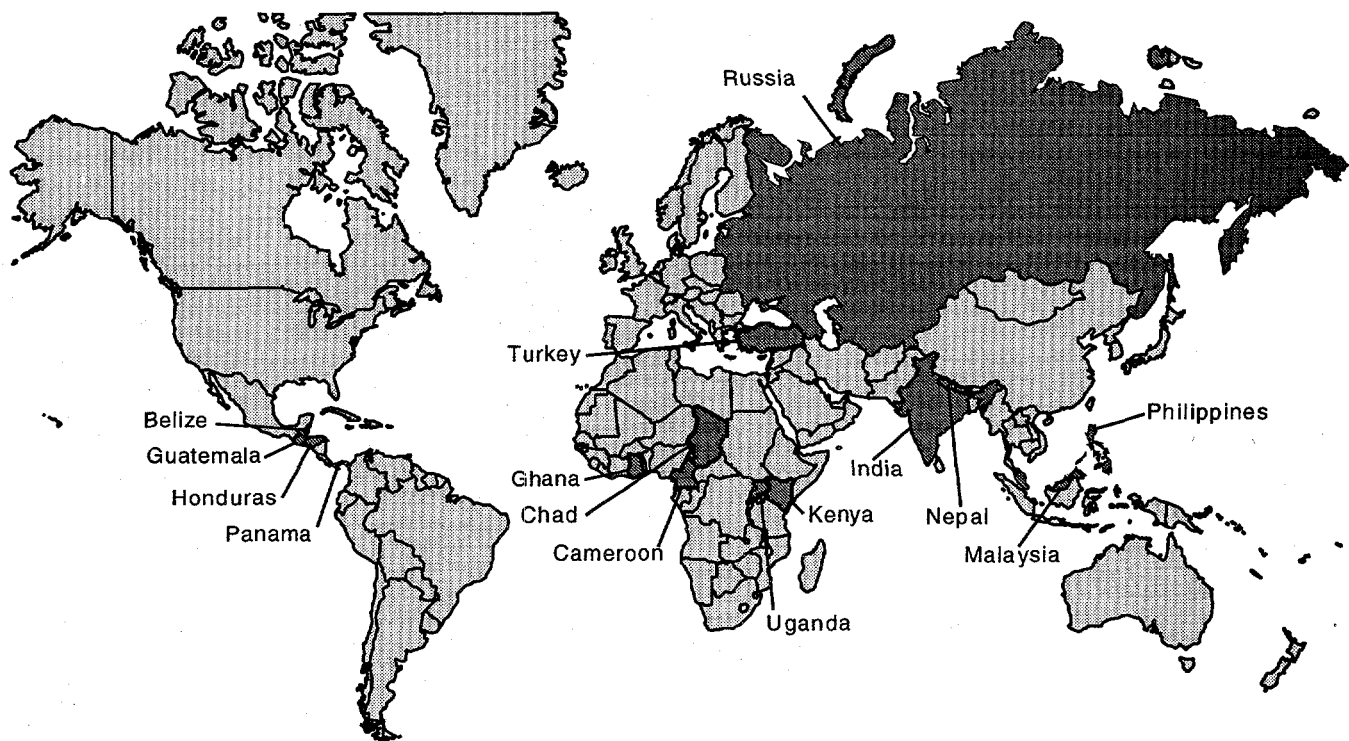 Russia
Turkey
Belize
Philippines
Guatemala
India
Ghana
Honduras
Chad
Kenya
Nepal
Panama
Cameroon
Malaysia
Uganda